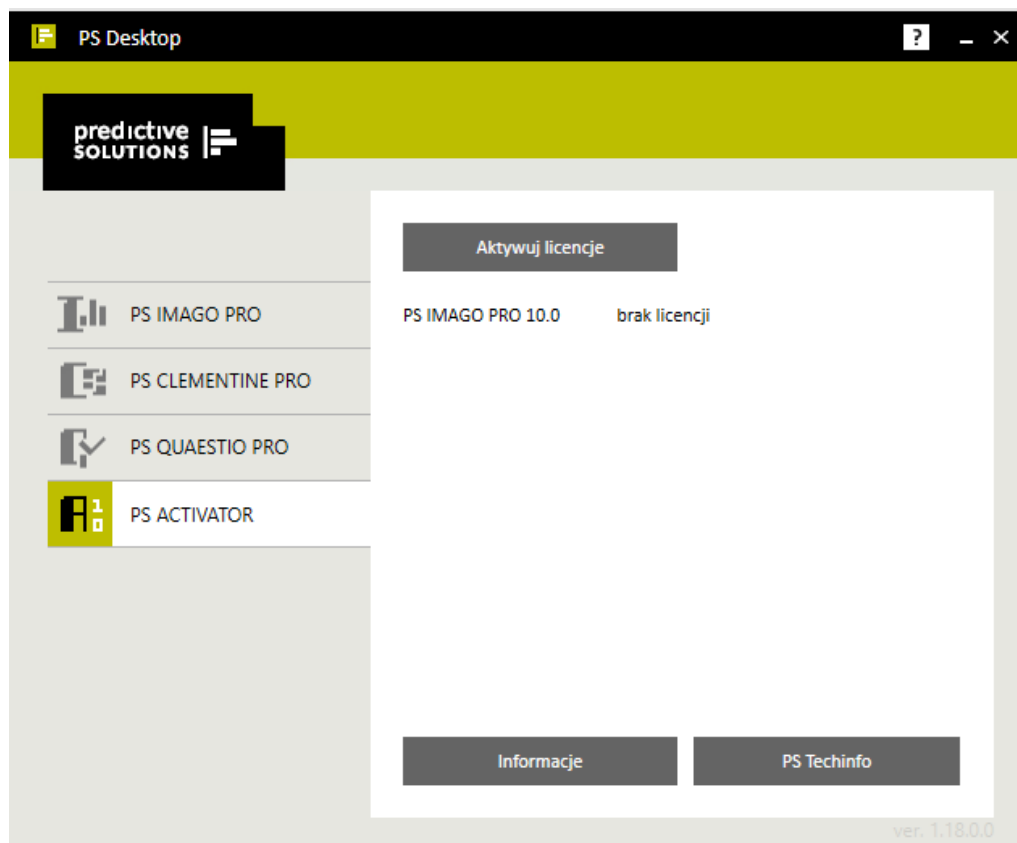 PS Desktop
?
predictive
SOLUTIONS
Aktywuj licencje
PS IMAGO PRO
PS IMAGO PRO 10.0 brak licencji
PS CLEMENTINE PRO
PS QUAESTIO PRO
PS ACTIVATOR
Informacje
PS Techinfo
ver. 1.18.0.0